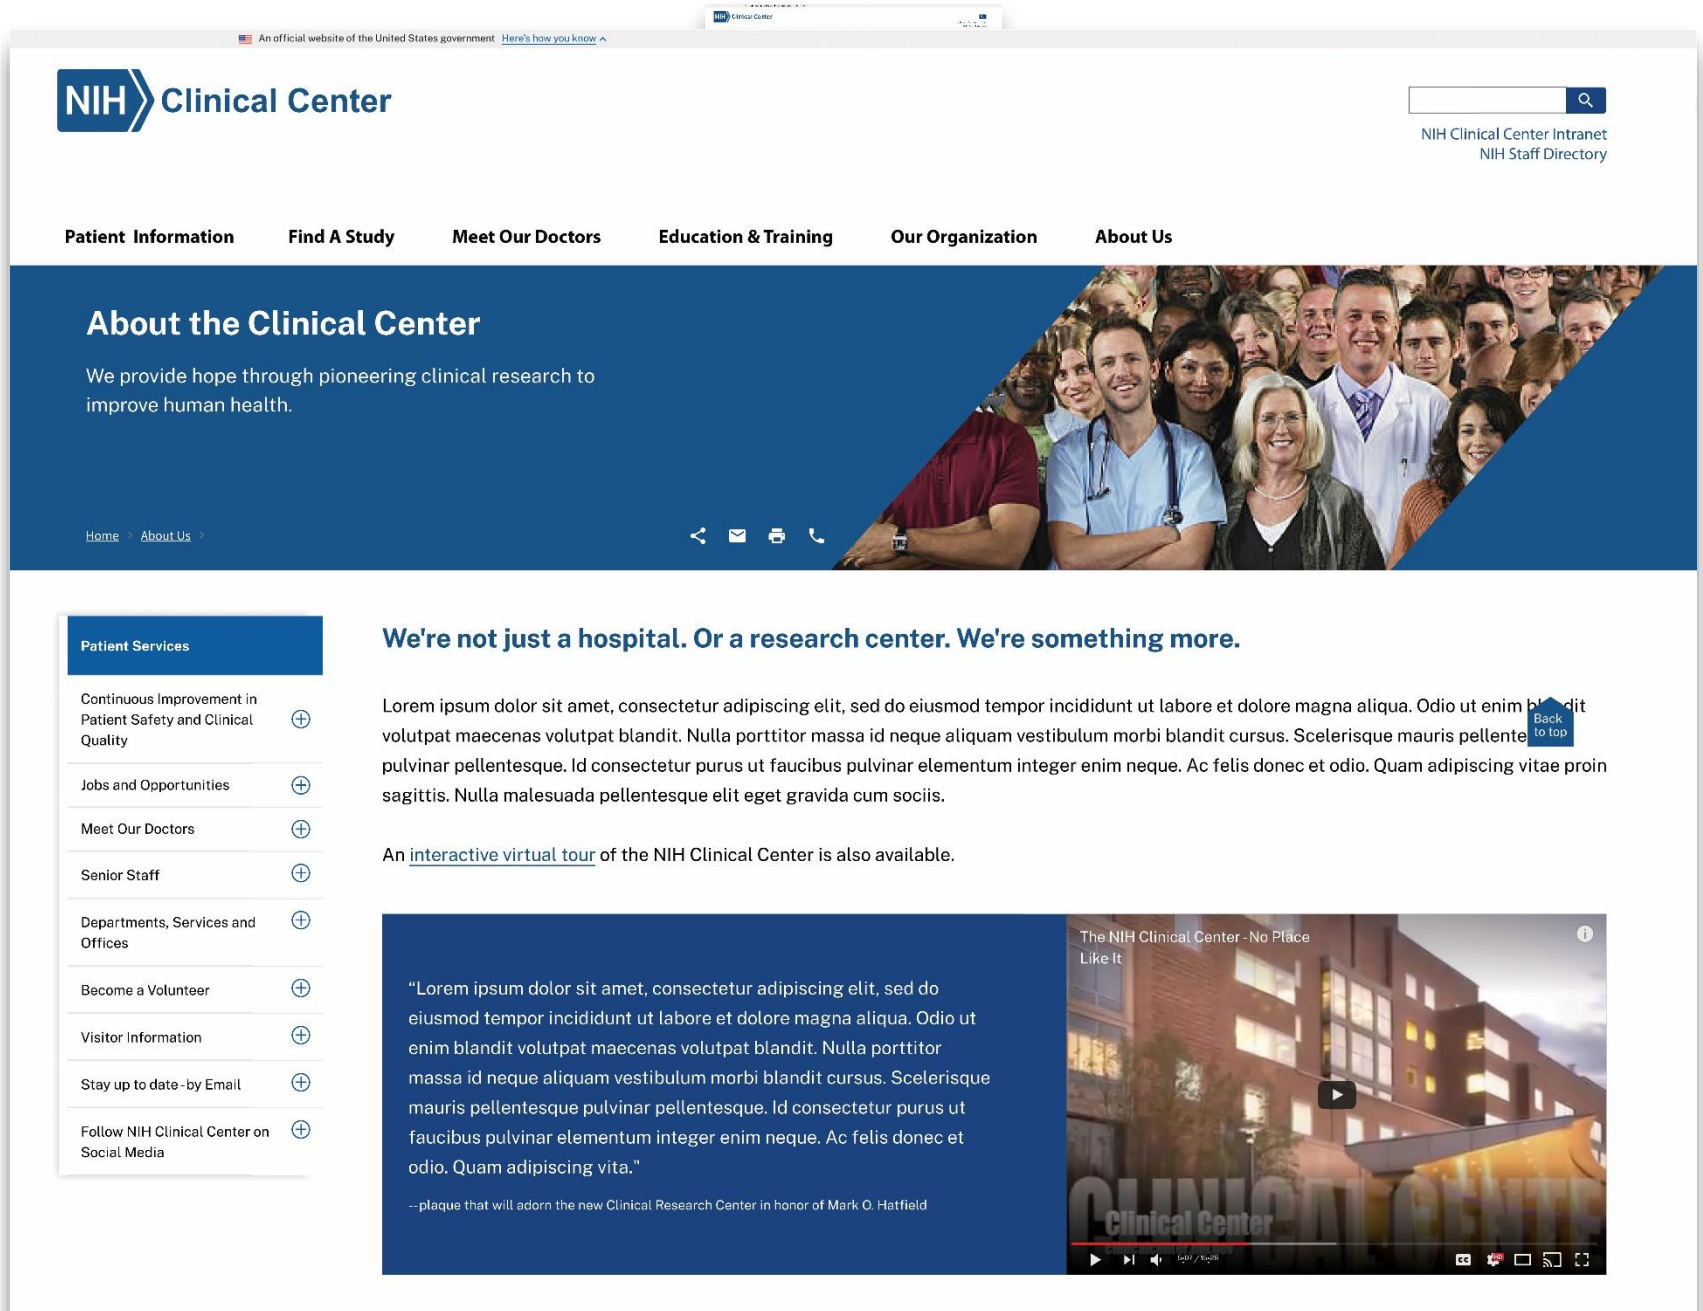 NIH Clinical Center
An official website of the United States government Here's how you know
NIH Clinical Center
NIH Clinical Center Intranet
NIH Staff Directory
Patient Information Find A Study Meet Our Doctors Education & Training Our Organization About Us
About the Clinical Center
We provide hope through pioneering clinical research to
improve human health.
Home > About Us >
Patient Services
Continuous Improvement in
Patient Safety and Clinical
Quality
Jobs and Opportunities
Meet Our Doctors
Senior Staff
Departments, Services and
Offices
Become a Volunteer
Visitor Information
Stay up to date - by Email
Follow NIH Clinical Center on
Social Media
We're not just a hospital. Or a research center. We're something more.
Lorem ipsum dolor sit amet, consectetur adipiscing elit, sed do eiusmod tempor incididunt ut labore et dolore magna aliqua. Odio ut enim
volutpat maecenas volutpat blandit. Nulla porttitor massa id neque aliquam vestibulum morbi blandit cursus. Scelerisque mauris pellente
pulvinar pellentesque. Id consectetur purus ut faucibus pulvinar elementum integer enim neque. Ac felis donec et odio. Quam adipiscing vitae proin
sagittis. Nulla malesuada pellentesque elit eget gravida cum sociis.
Back
to top
An interactive virtual tour of the NIH Clinical Center is also available.
“Lorem ipsum dolor sit amet, consectetur adipiscing elit, sed do
eiusmod tempor incididunt ut labore et dolore magna aliqua. Odio ut
enim blandit volutpat maecenas volutpat blandit. Nulla porttitor
massa id neque aliquam vestibulum morbi blandit cursus. Scelerisque
mauris pellentesque pulvinar pellentesque. Id consectetur purus ut
faucibus pulvinar elementum integer enim neque. Ac felis donec et
odio. Quam adipiscing vita."
--plaque that will adorn the new Clinical Research Center in honor of Mark O. Hatfield
The NIH Clinical Center - No Place
Like It
CLINICAL CENTE
Clinical Center
5:07 / 15:28
CC HD